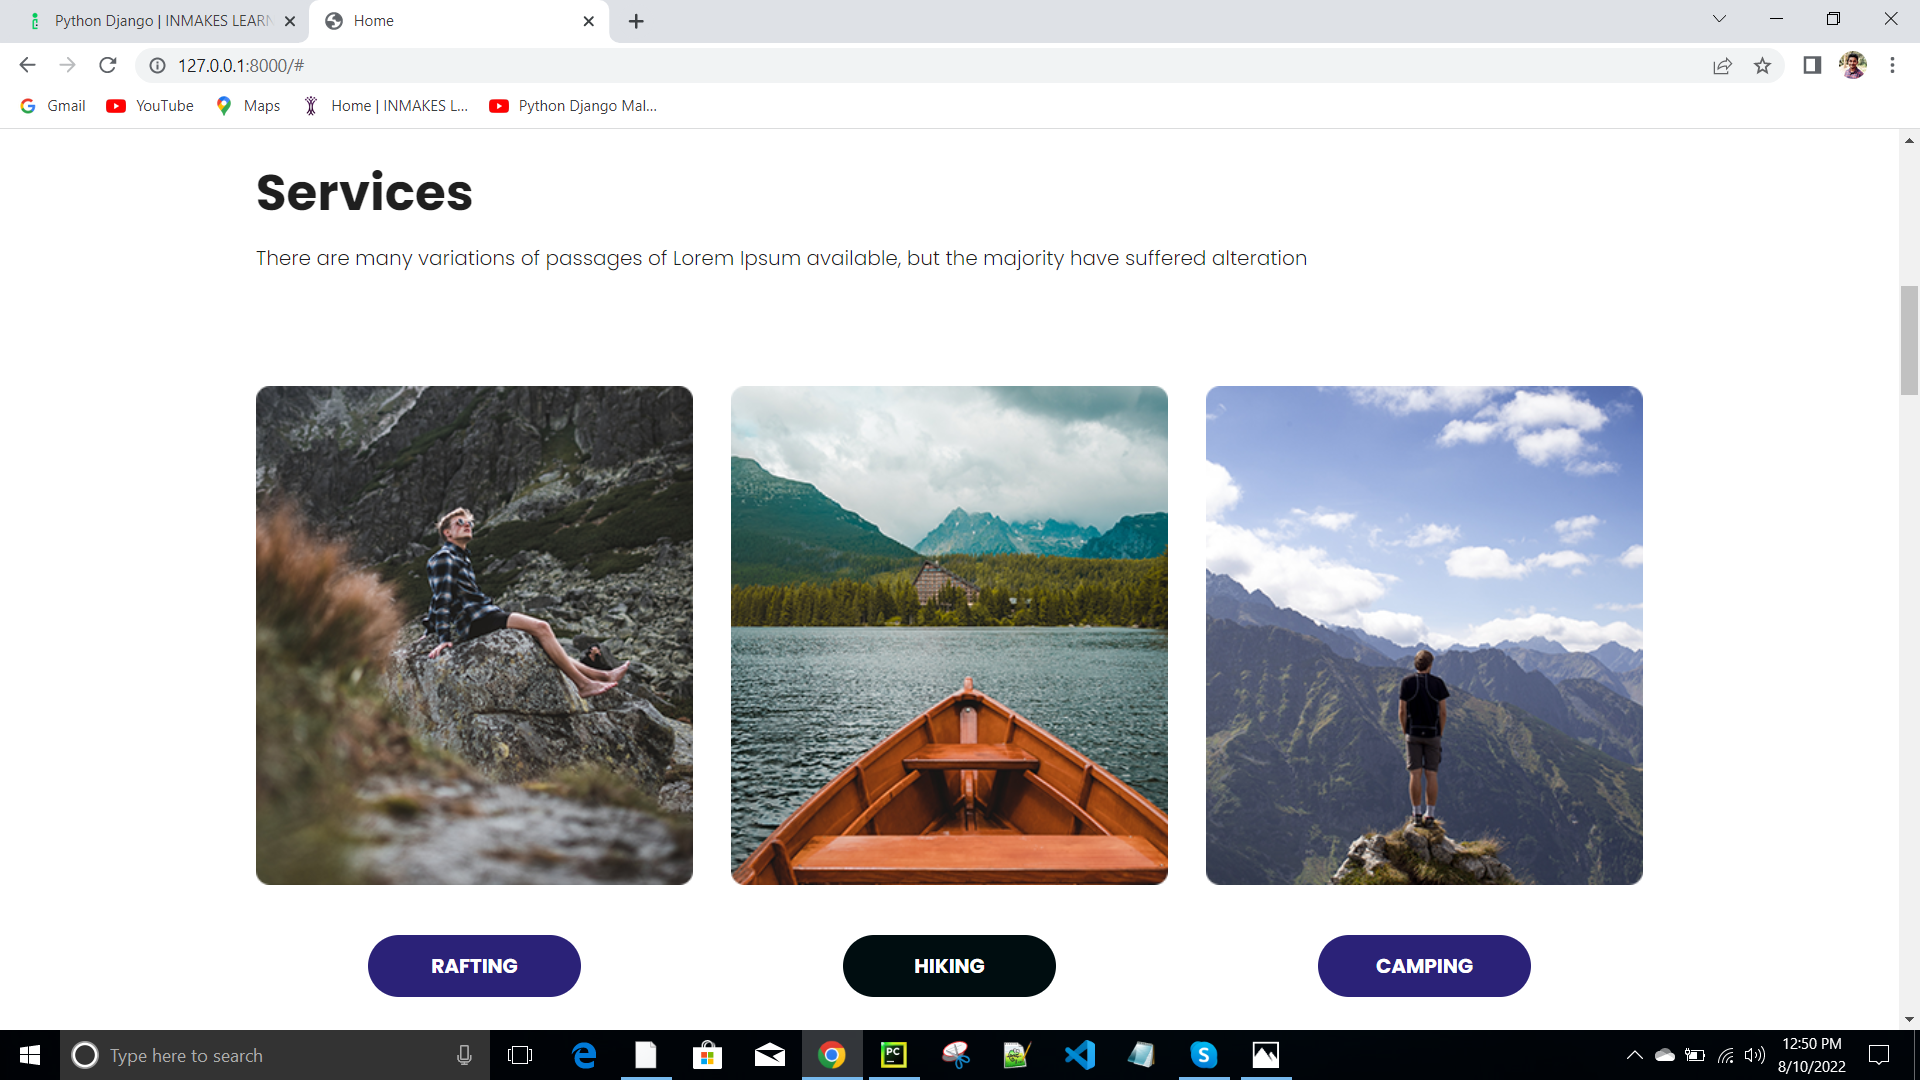 Python Django | INMAKES LEARN
Home
127.0.0.1:8000/#
Gmail
YouTube
Maps
Home | INMAKES L...
Python Django Mal...
Services
There are many variations of passages of Lorem Ipsum available, but the majority have suffered alteration
RAFTING
HIKING
CAMPING
Type here to search
PC
12:50 PM
8/10/2022